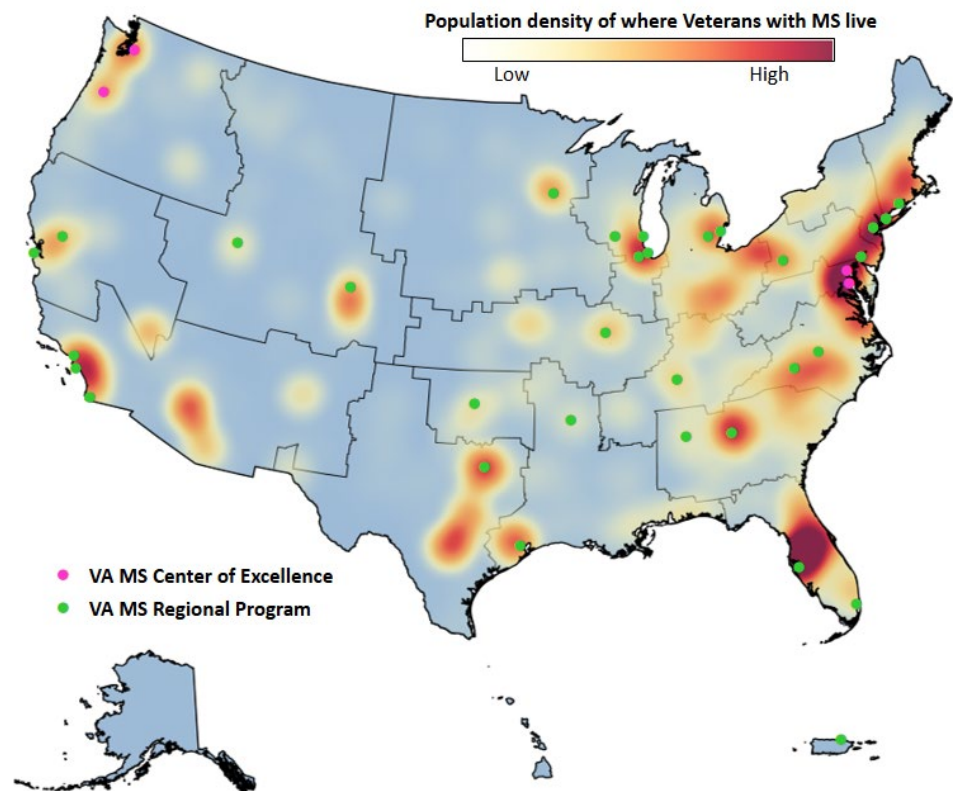 Population density of where Veterans with MS live
Low High
VA MS Center of Excellence
VA MS Regional Program